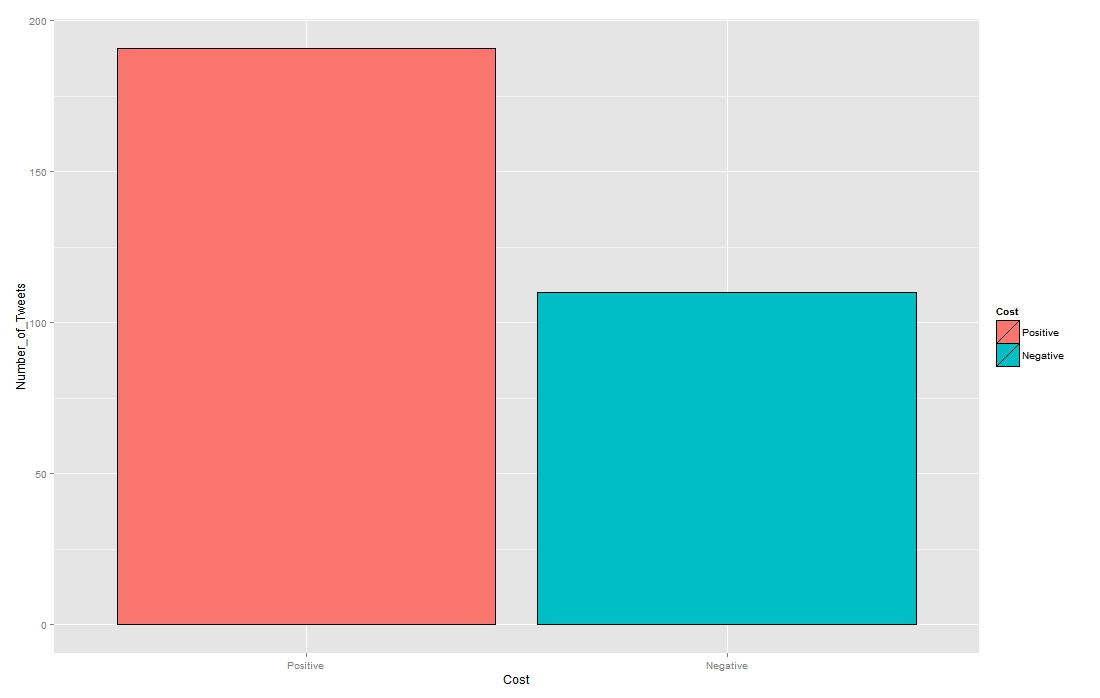 200
150
100
50
0
Number_of_Tweets
Positive
Negative
Cost
Cost
Positive
Negative